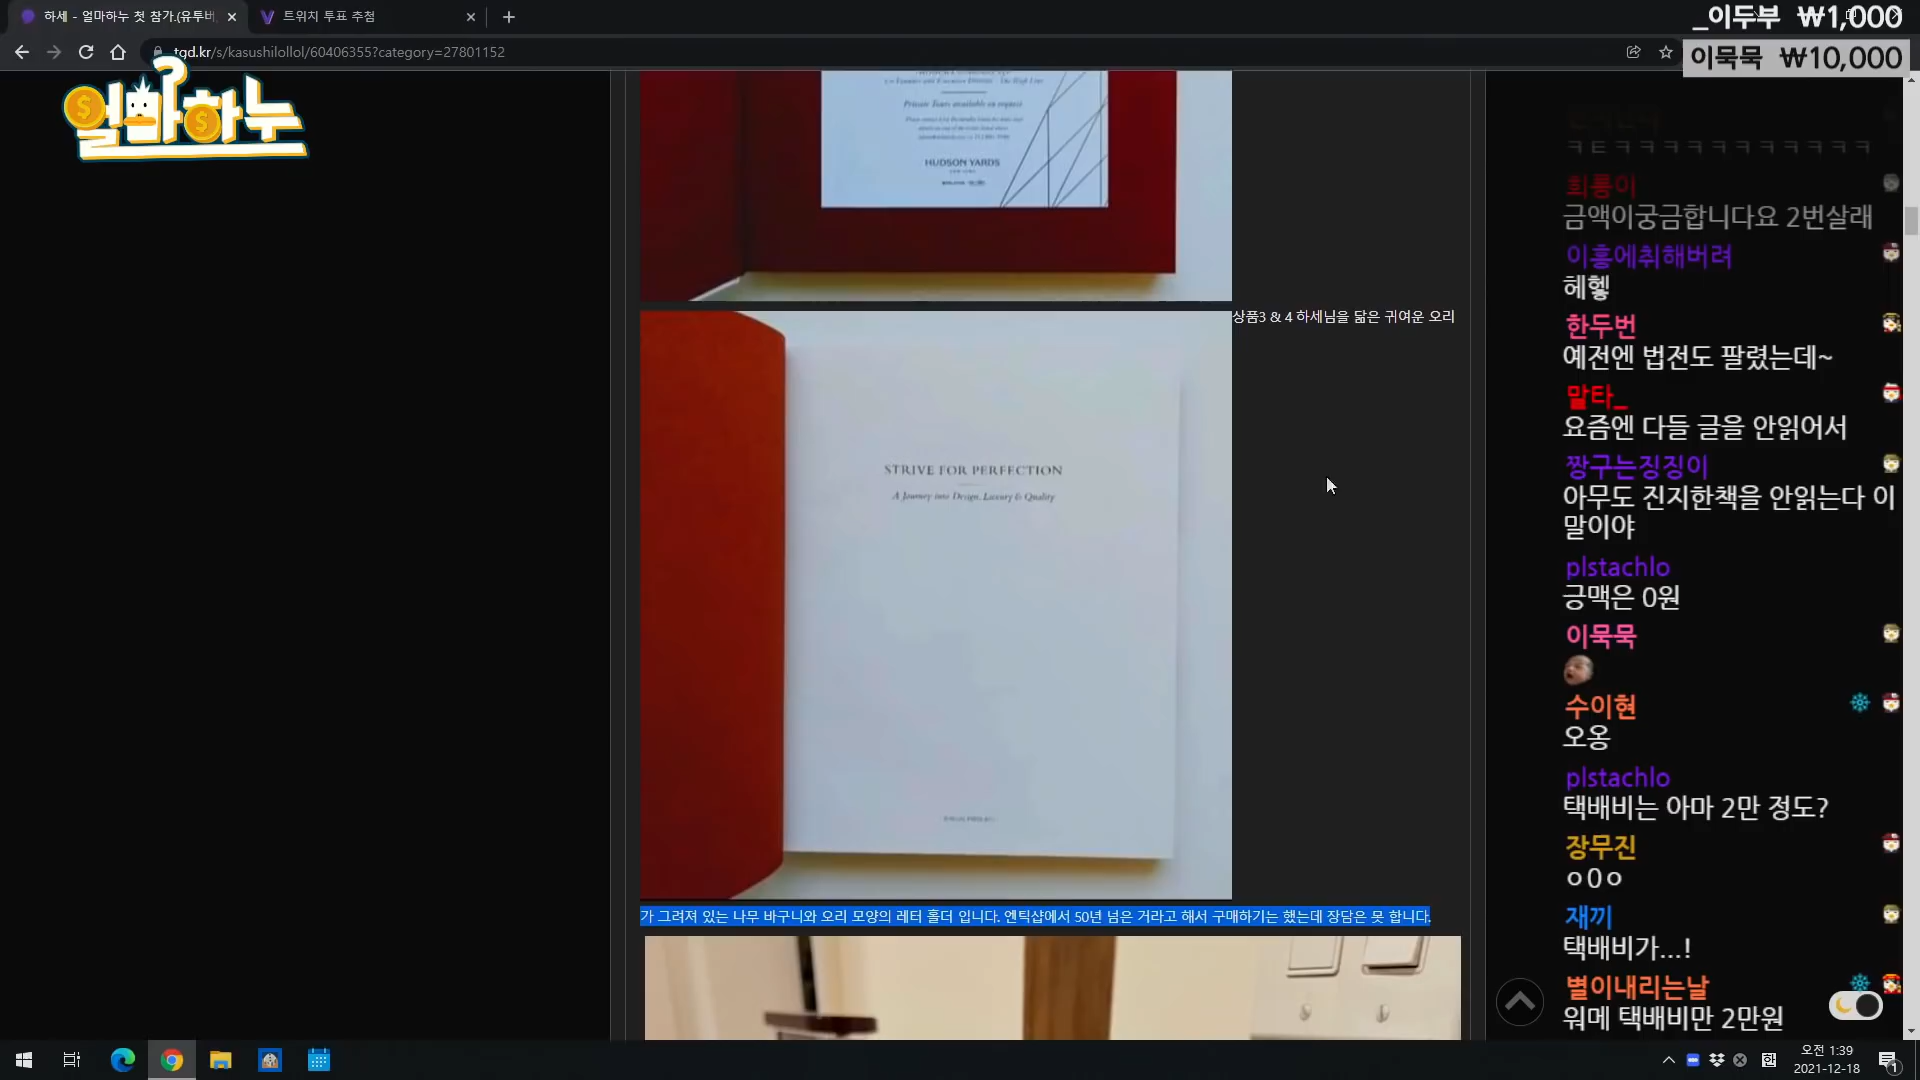 하세 - 얼마하누 첫 참가.(유투버
트위치 투표 추첨
_이두부 ₩1,000
tgd.kr/s/kasushilollol/60406355?category=27801152
이묵묵 ₩10,000
얼마하누
Private Tours available on request
HUDSON YARDS
NEW YORK
상품3 & 4 하세님을 닮은 귀여운 오리
STRIVE FOR PERFECTION
A Journey into Design, Luxury & Quality
가 그려져 있는 나무 바구니와 오리 모양의 레터 홀더 입니다. 엔틱샵에서 50년 넘은 거라고 해서 구매하기는 했는데 장담은 못 합니다.
ㅋㅌㅋㅋㅋㅋㅋㅋㅋㅋㅋㅋㅋ
희룡이
금액이궁금합니다요 2번살래
이흥에취해버려
헤헿
한두번
예전엔 법전도 팔렸는데~
말타_
요즘엔 다들 글을 안읽어서
짱구는징징이
아무도 진지한책을 안읽는다 이
말이야
plstachlo
긍맥은 0원
이묵묵
수이현
오옹
plstachlo
택배비는 아마 2만 정도?
장무진
ㅇ0ㅇ
재끼
택배비가...!
별이내리는날
워메 택배비만 2만원
한
오전 1:39
2021-12-18
1